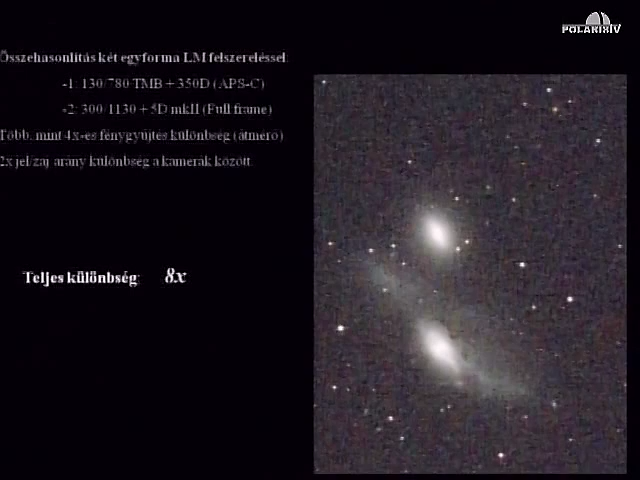 POLARIXIV
Összehasonlítás két egyforma LM felszereléssel:
-1: 130/780 TMB + 350D (APS-C)
-2: 300/1130 + 5D mkII (Full frame)
Több, mint 4x-es fénygyűjtés különbség (átmérő)
2x jel/zaj arány különbség a kamerák között.
Teljes különbség: 8x